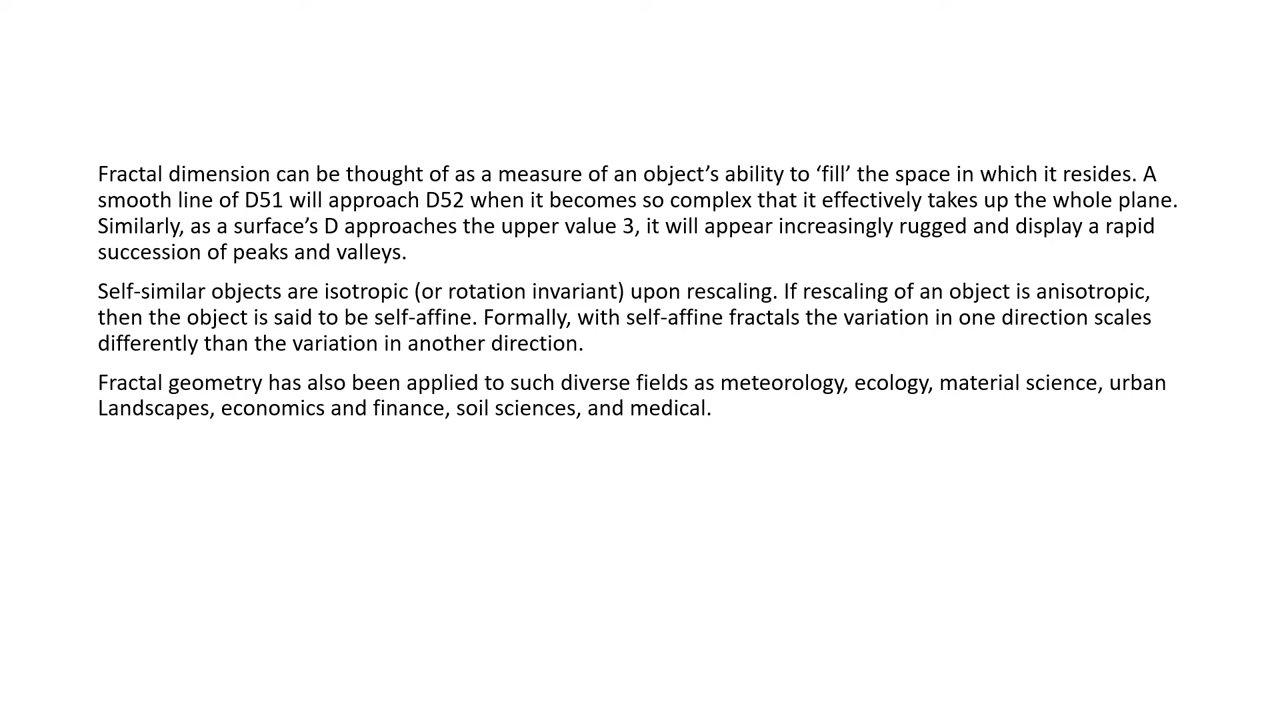 Fractal dimension can be thought of as a measure of an object’s ability to ‘fill’ the space in which it resides. A
smooth line of D51 will approach D52 when it becomes so complex that it effectively takes up the whole plane.
Similarly, as a surface’s D approaches the upper value 3, it will appear increasingly rugged and display a rapid
succession of peaks and valleys.
Self-similar objects are isotropic (or rotation invariant) upon rescaling. If rescaling of an object is anisotropic,
then the object is said to be self-affine. Formally, with self-affine fractals the variation in one direction scales
differently than the variation in another direction.
Fractal geometry has also been applied to such diverse fields as meteorology, ecology, material science, urban
Landscapes, economics and finance, soil sciences, and medical.